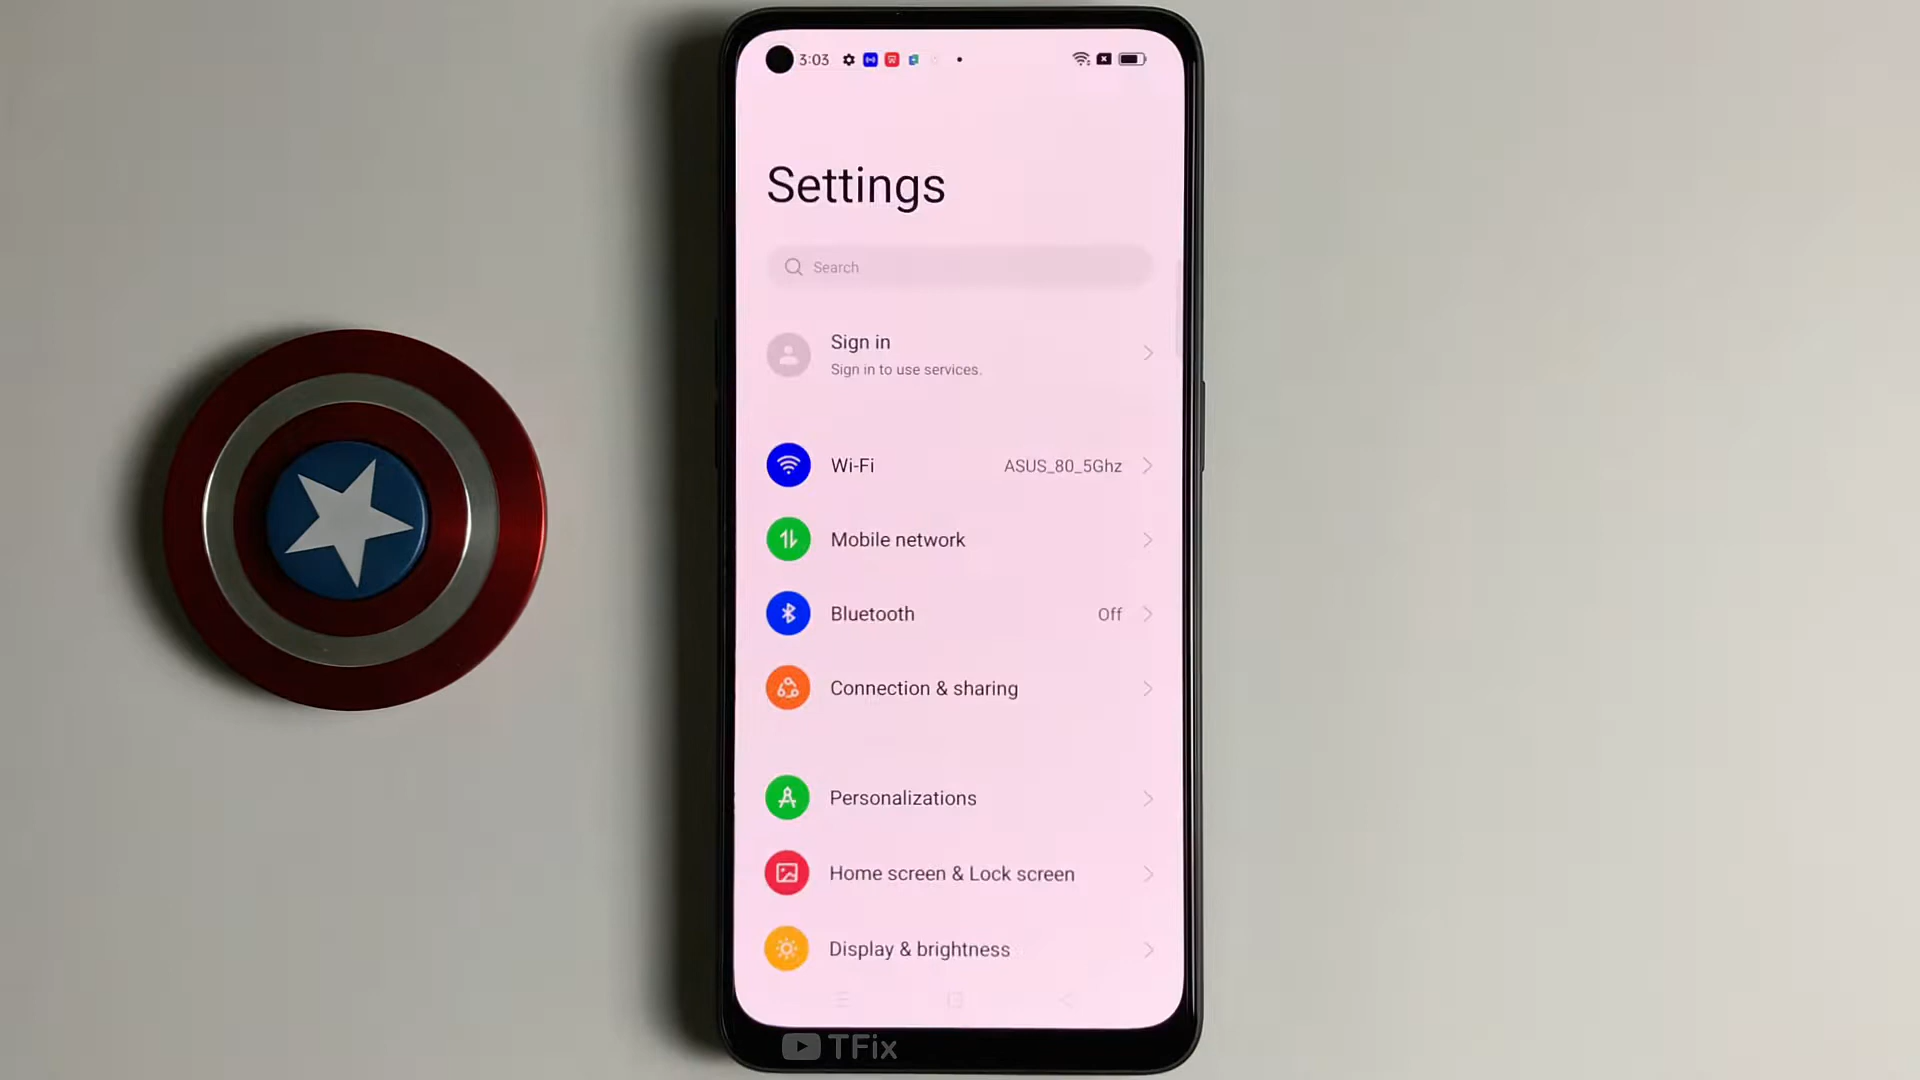 3:03
Settings
Search
Sign in
Sign in to use services.
Wi-Fi ASUS_80_5Ghz
Mobile network
Bluetooth Off
Connection & sharing
Personalizations
Home screen & Lock screen
Display & brightness
TFix